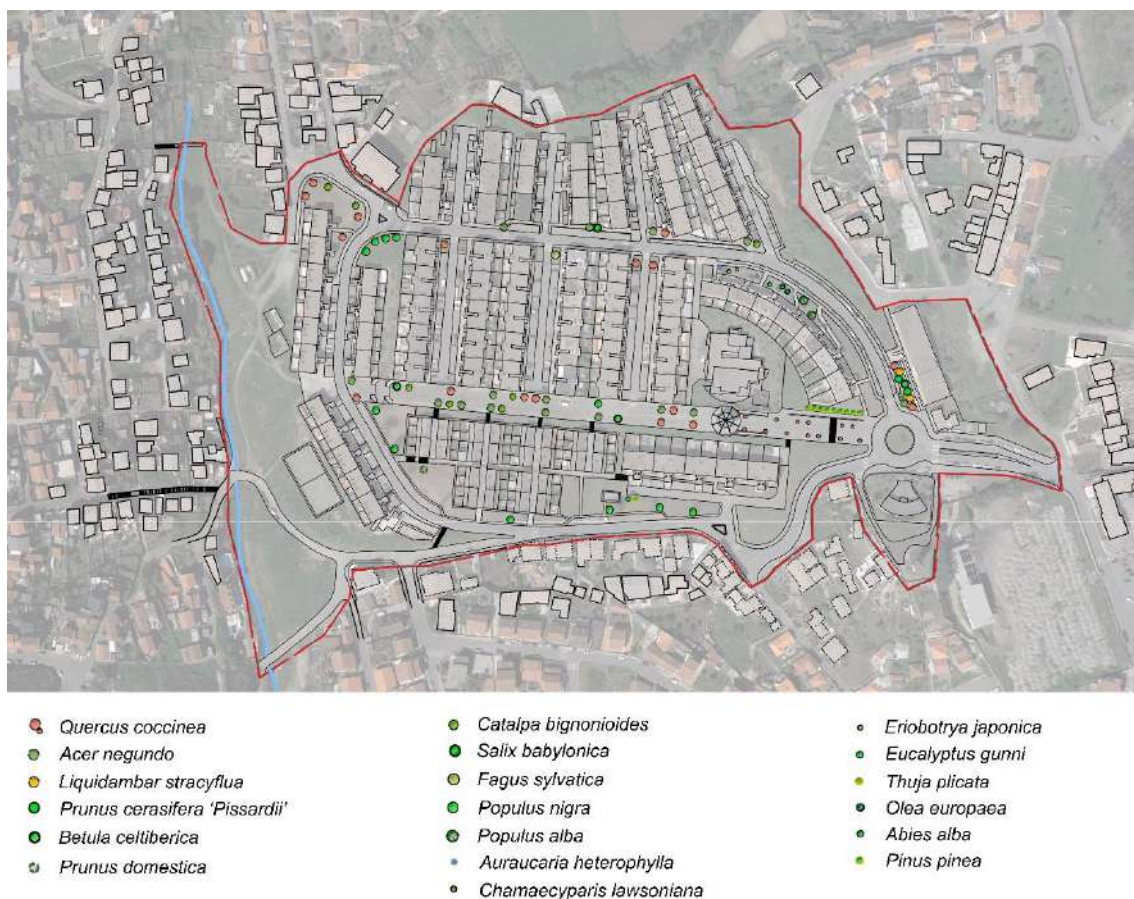 Quercus coccinea
Acer negundo
Liquidambar stracyflua
Prunus cerasifera 'Pissardii'
Betula celtiberica
Prunus domestica
Catalpa bignonioides
Salix babylonica
Fagus sylvatica
Populus nigra
Populus alba
Auraucaria heterophylla
Chamaecyparis lawsoniana
Eriobotrya japonica
Eucalyptus gunni
Thuja plicata
Olea europaea
Abies alba
Pinus pinea